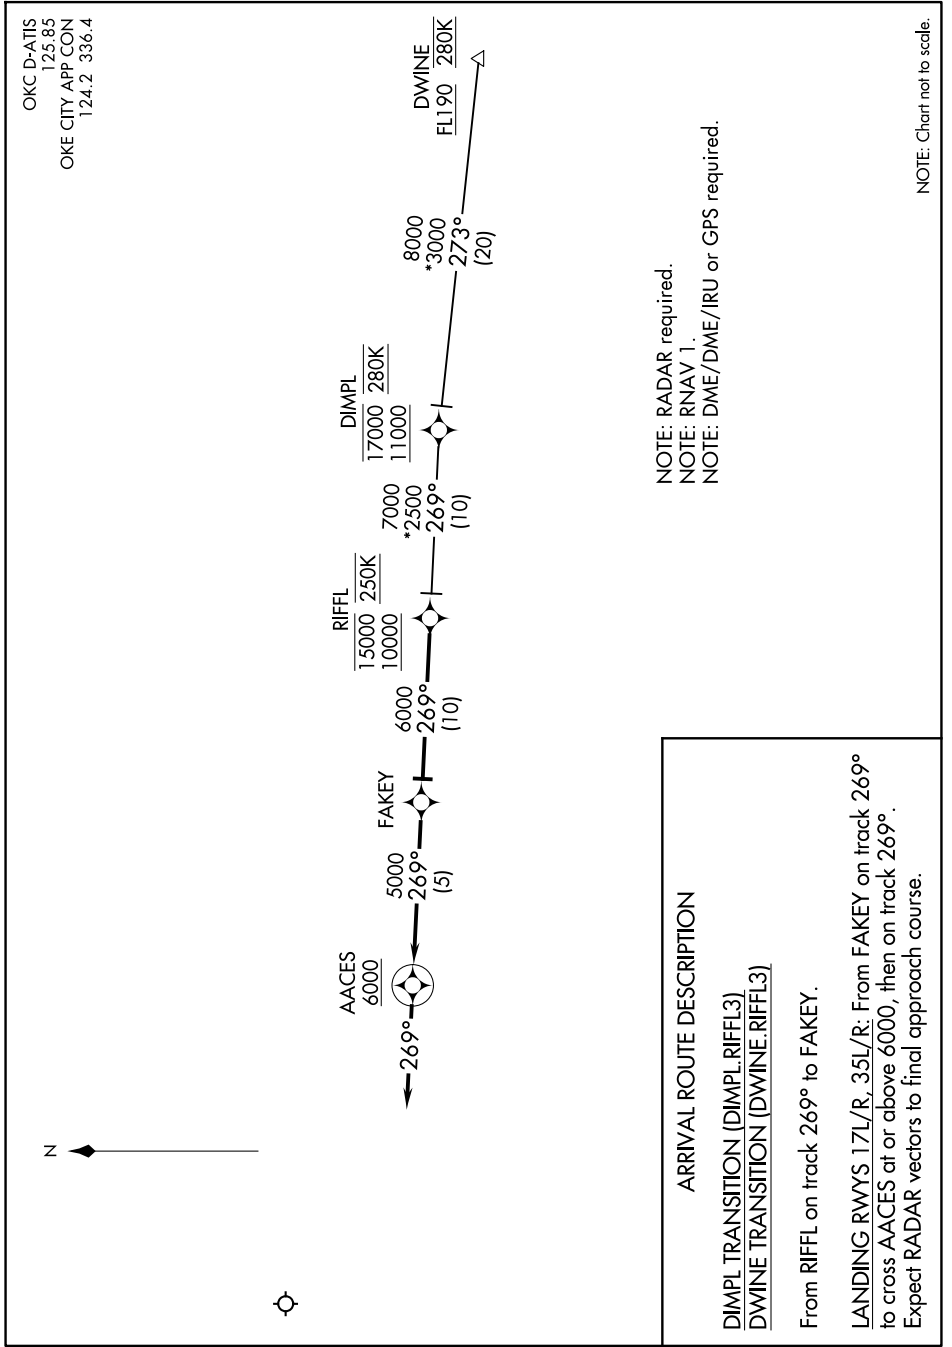 OKC D-ATIS
125.85
OKE CITY APP CON
124.2 336.4
N
AACES
6000
269°
5000
269°
(5)
FAKEY
6000
269°
(10)
RIFFL
15000 250K
10000
7000
*2500
269°
(10)
DIMPL
17000 280K
11000
8000
*3000
273°
(20)
DWINE
FL190 280K
NOTE: RADAR required.
NOTE: RNAV 1.
NOTE: DME/DME/IRU or GPS required.
ARRIVAL ROUTE DESCRIPTION
DIMPL TRANSITION (DIMPL.RIFFL3)
DWINE TRANSITION (DWINE.RIFFL3)
From RIFFL on track 269° to FAKEY.
LANDING RWYS 17L/R, 35L/R: From FAKEY on track 269°
to cross AACES at or above 6000, then on track 269°.
Expect RADAR vectors to final approach course.
NOTE: Chart not to scale.